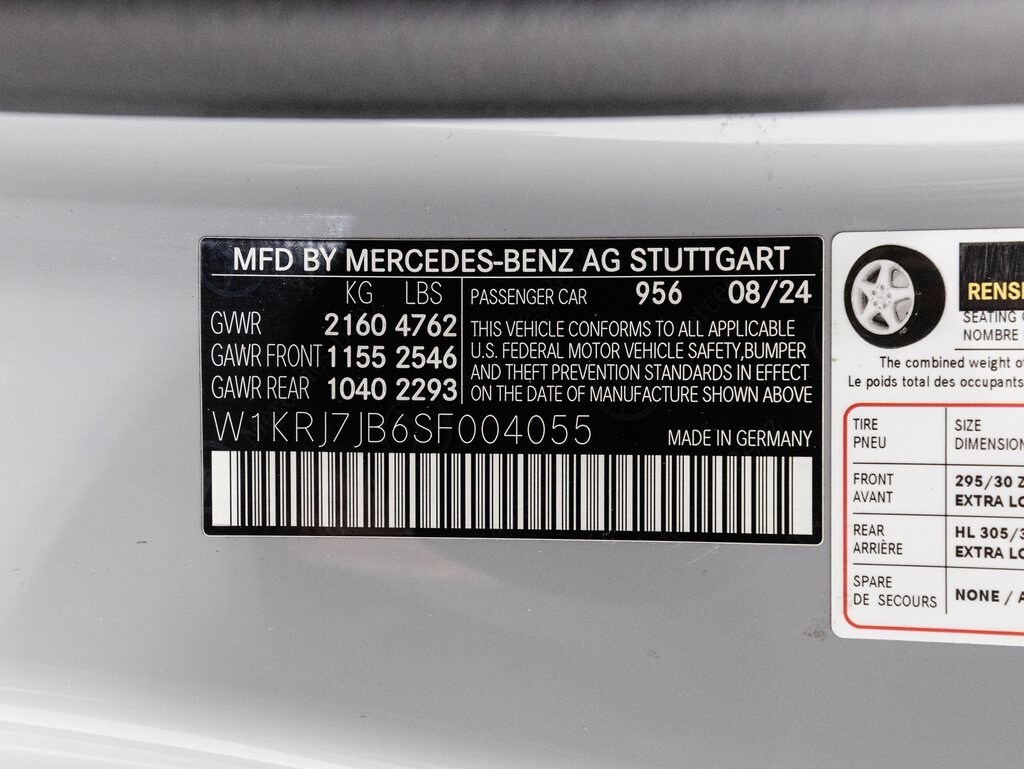 MFD BY MERCEDES-BENZ AG STUTTGART
KG LBS
GVWR 2160 4762
GAWR FRONT 1155 2546
GAWR REAR 1040 2293
PASSENGER CAR 956 08/24
THIS VEHICLE CONFORMS TO ALL APPLICABLE
U.S. FEDERAL MOTOR VEHICLE SAFETY,BUMPER
AND THEFT PREVENTION STANDARDS IN EFFECT
ON THE DATE OF MANUFACTURE SHOWN ABOVE
W1KRJ7JB6SF004055
MADE IN GERMANY
RENSE
SEATING
NOMBRE
The combined weight of
Le poids total des occupants
TIRE SIZE
PNEU DIMENSION
FRONT 295/30 Z
AVANT EXTRA LO
REAR HL 305/3
ARRIÈRE EXTRA LO
SPARE
DE SECOURS
NONE / A